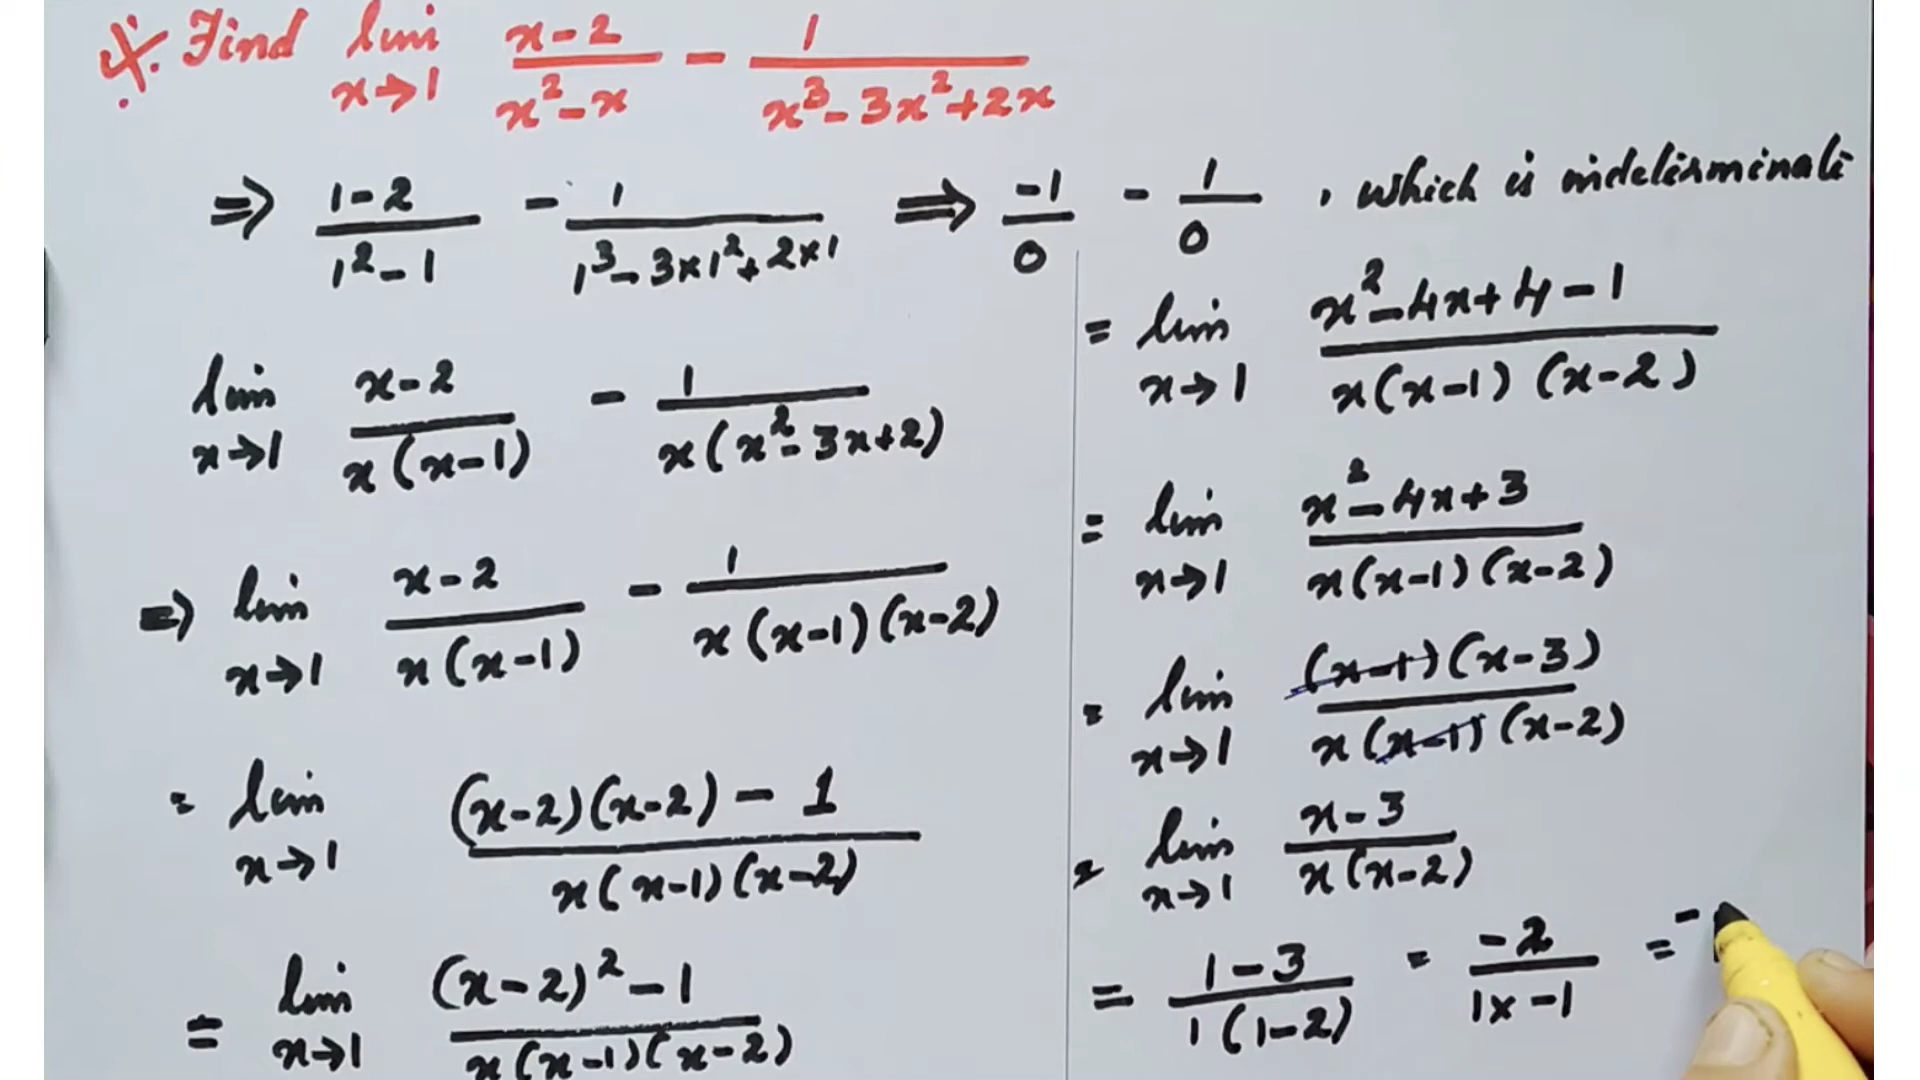 Find lim x→1 (x-2)/(x²-x) - 1/(x³-3x²+2x)
⇒ (1-2)/(1²-1) - 1/(1³-3×1²+2×1) ⟹ -1/0 - 1/0, which is indeterminate
lim x→1 (x-2)/(x(x-1)) - 1/(x(x²-3x+2))
⇒ lim x→1 (x-2)/(x(x-1)) - 1/(x(x-1)(x-2))
= lim x→1 ((x-2)(x-2)-1)/(x(x-1)(x-2))
= lim x→1 ((x-2)²-1)/(x(x-1)(x-2))
= lim x→1 (x²-4x+4-1)/(x(x-1)(x-2))
= lim x→1 (x²-4x+3)/(x(x-1)(x-2))
= lim x→1 ((x-1)(x-3))/(x(x-1)(x-2))
= lim x→1 (x-3)/(x(x-2))
= (1-3)/(1(1-2)) = -2/(1×-1) = -